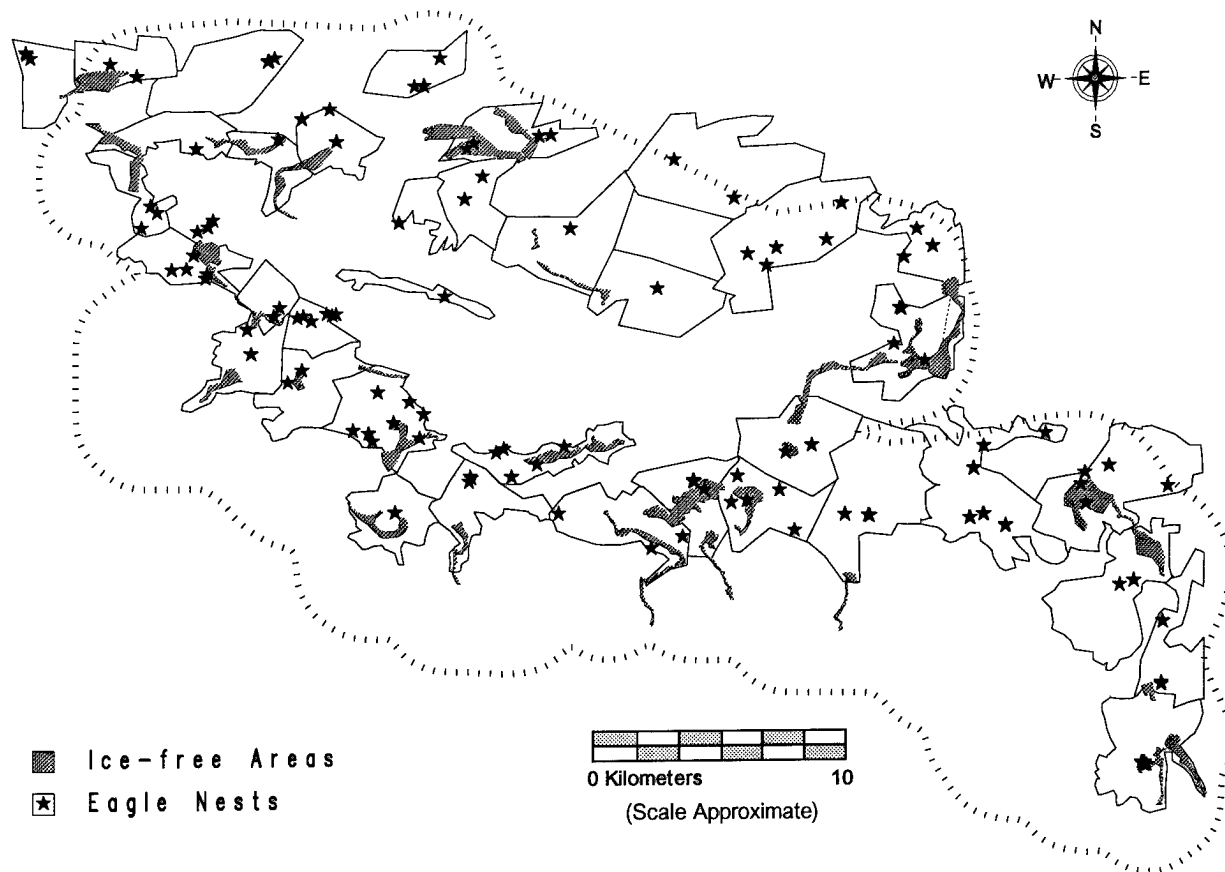 N
W E
S
Ice-free Areas
Eagle Nests
0 Kilometers 10
(Scale Approximate)